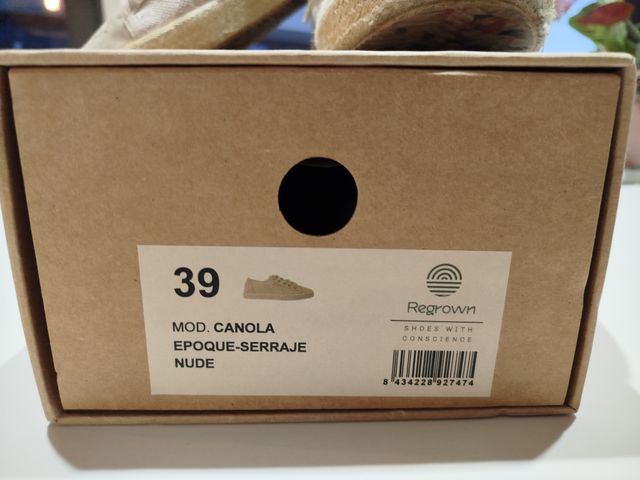 39
MOD. CANOLA
EPOQUE-SERRAJE
NUDE
Regrown
SHOES WITH
CONSCIENCE
8 434228 927474